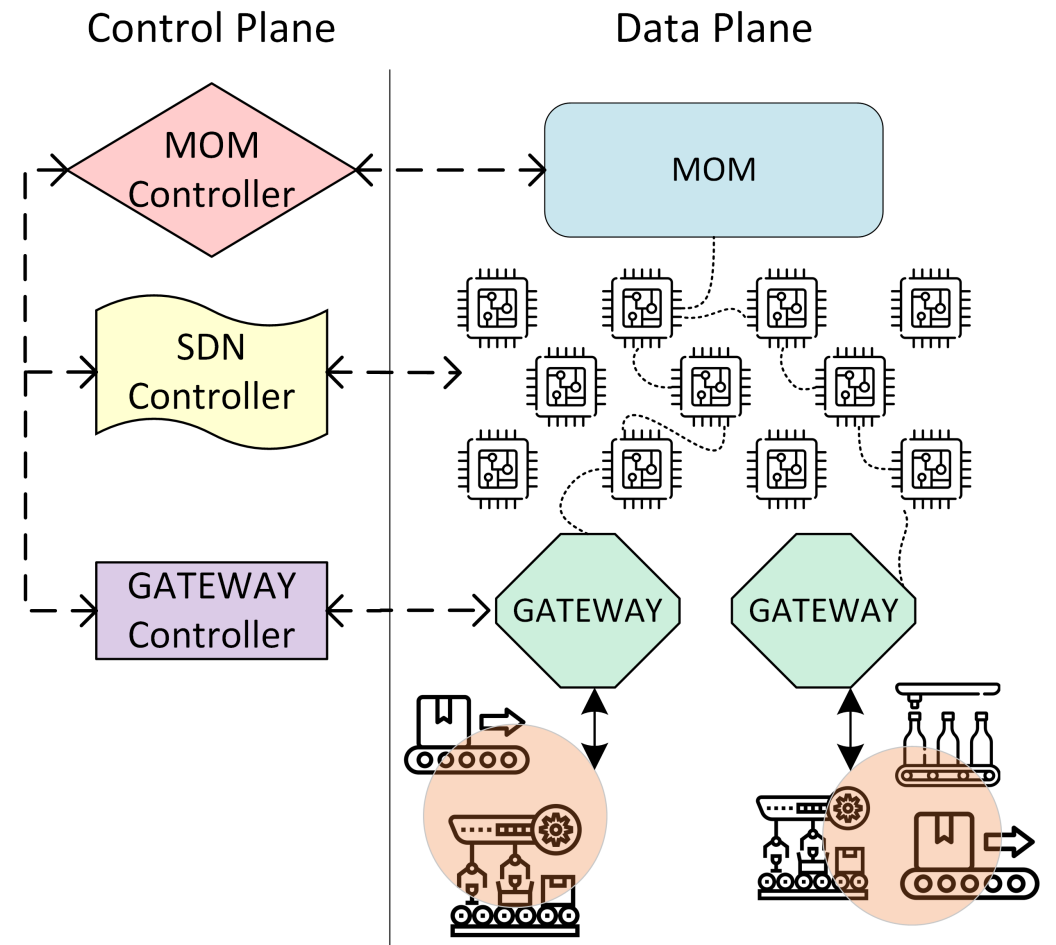 Control Plane
Data Plane
MOM
Controller
MOM
SDN
Controller
GATEWAY
Controller
GATEWAY
GATEWAY